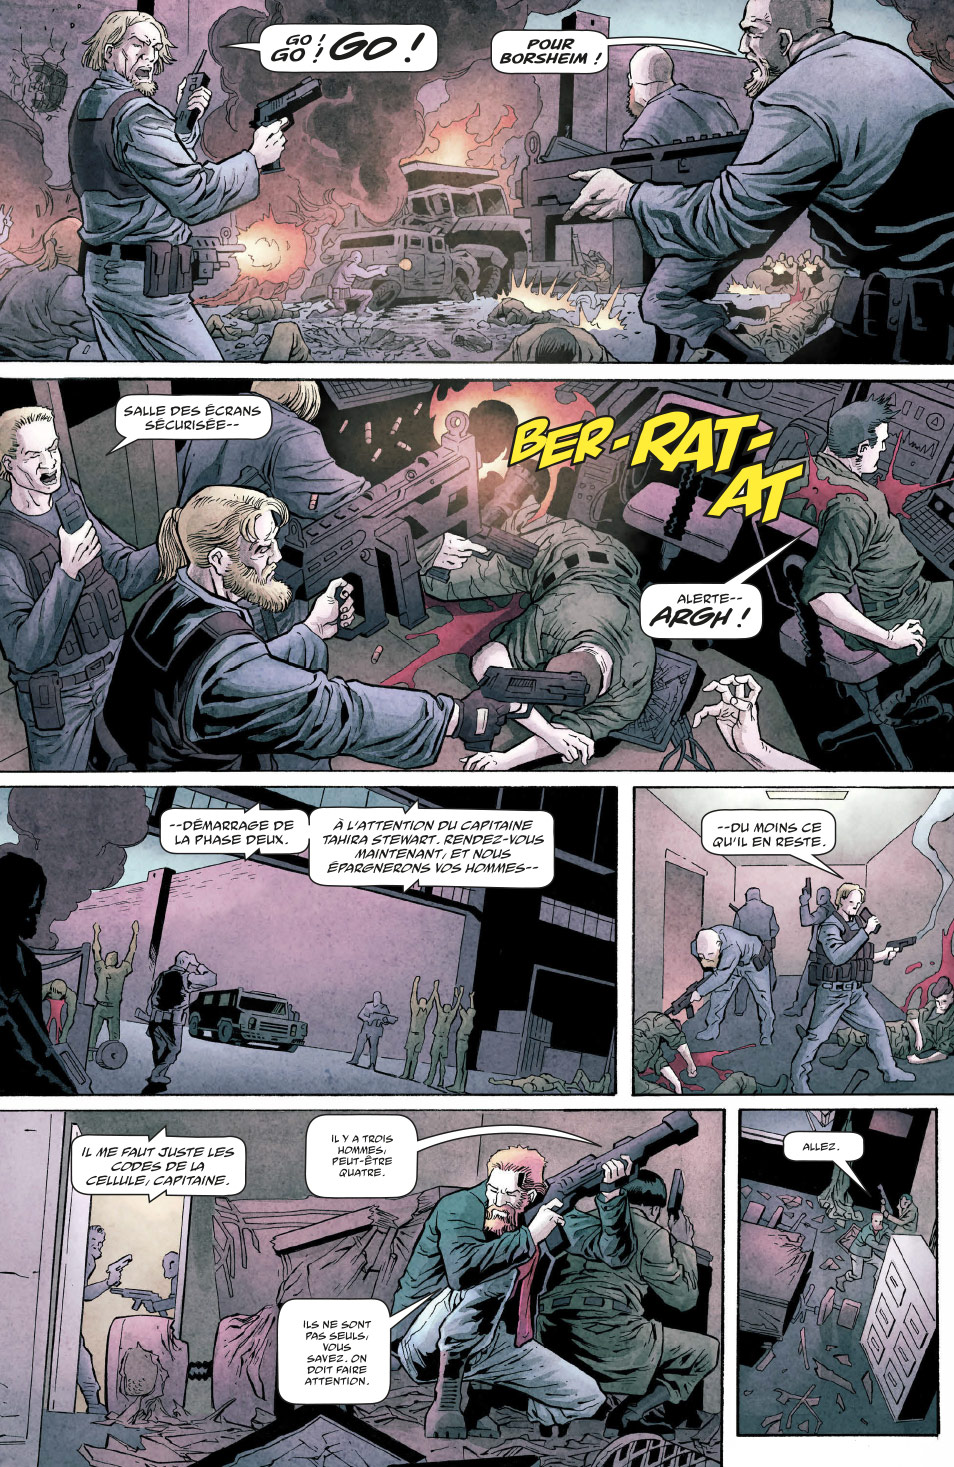 GO !
GO ! GO !
POUR
BORSHEIM !
SALLE DES ÉCRANS
SÉCURISÉE--
BER-RAT-
AT
ALERTE--
ARGH !
--DÉMARRAGE DE
LA PHASE DEUX.
À L'ATTENTION DU CAPITAINE
TAHIRA STEWART. RENDEZ-VOUS
MAINTENANT, ET NOUS
ÉPARGNERONS VOS HOMMES--
--DU MOINS CE
QU'IL EN RESTE.
IL ME FAUT JUSTE LES
CODES DE LA
CELLULE, CAPITAINE.
IL Y A TROIS
HOMMES,
PEUT-ÊTRE
QUATRE.
ILS NE SONT
PAS SEULS,
VOUS
SAVEZ. ON
DOIT FAIRE
ATTENTION.
ALLEZ.